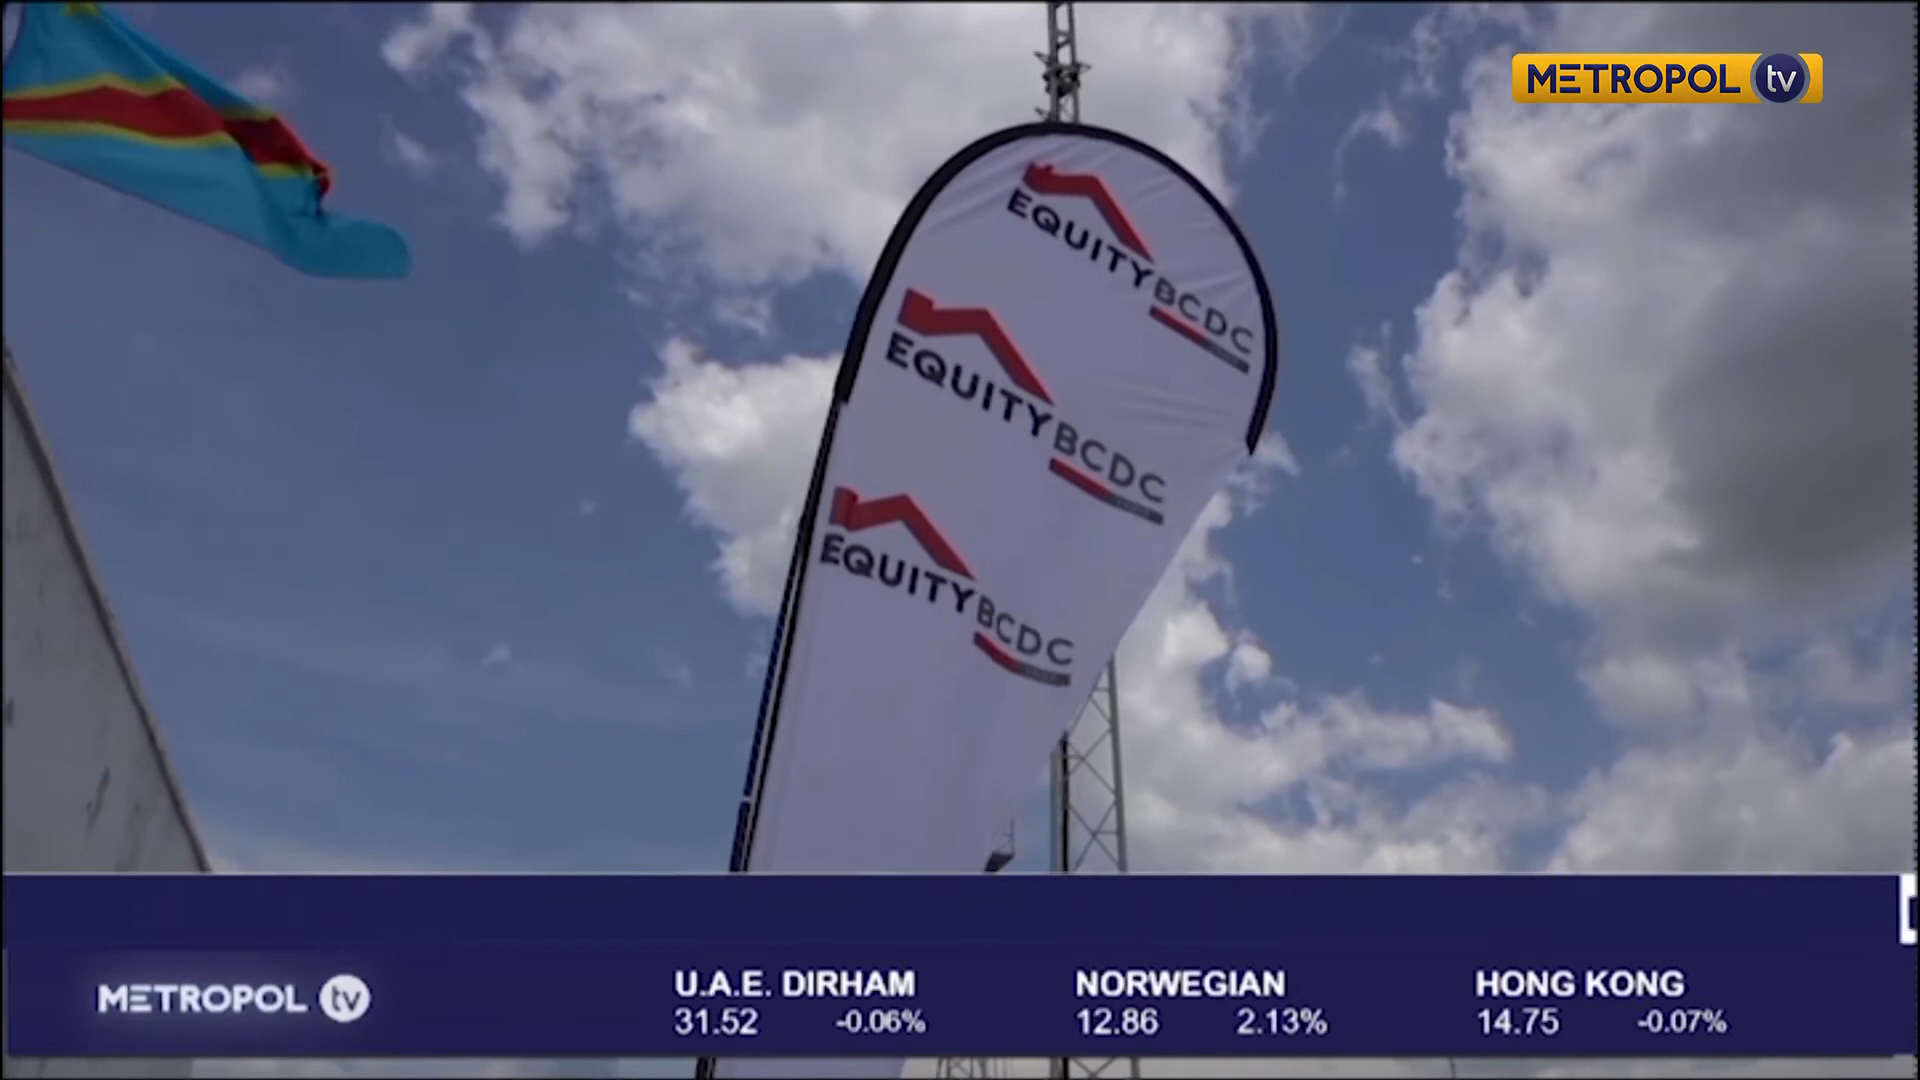 METROPOL tv
EQUITY BCDC
EQUITY BCDC
EQUITY BCDC
METROPOL tv
U.A.E. DIRHAM
31.52 -0.06%
NORWEGIAN
12.86 2.13%
HONG KONG
14.75 -0.07%